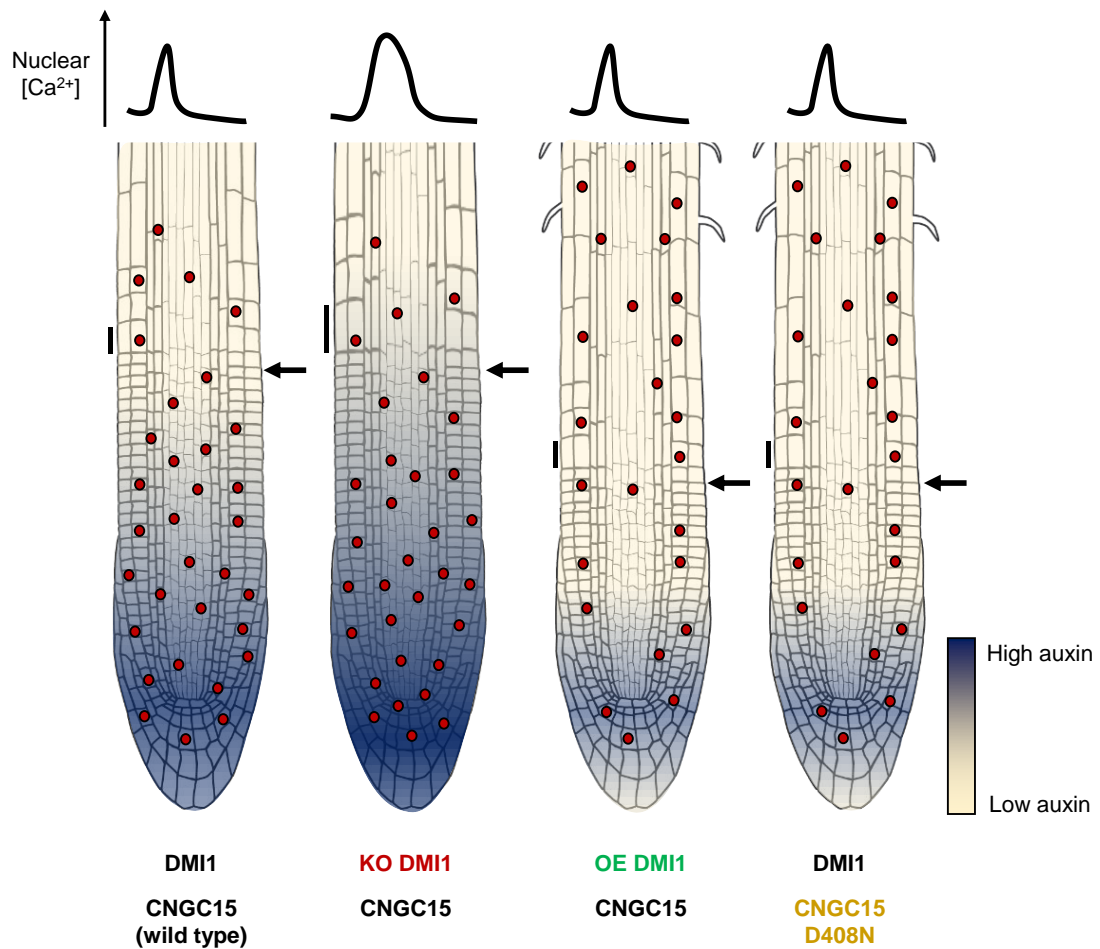 Nuclear
[Ca²⁺]
High auxin
Low auxin
DMI1
KO DMI1
OE DMI1
DMI1
CNGC15
(wild type)
CNGC15
CNGC15
CNGC15
D408N